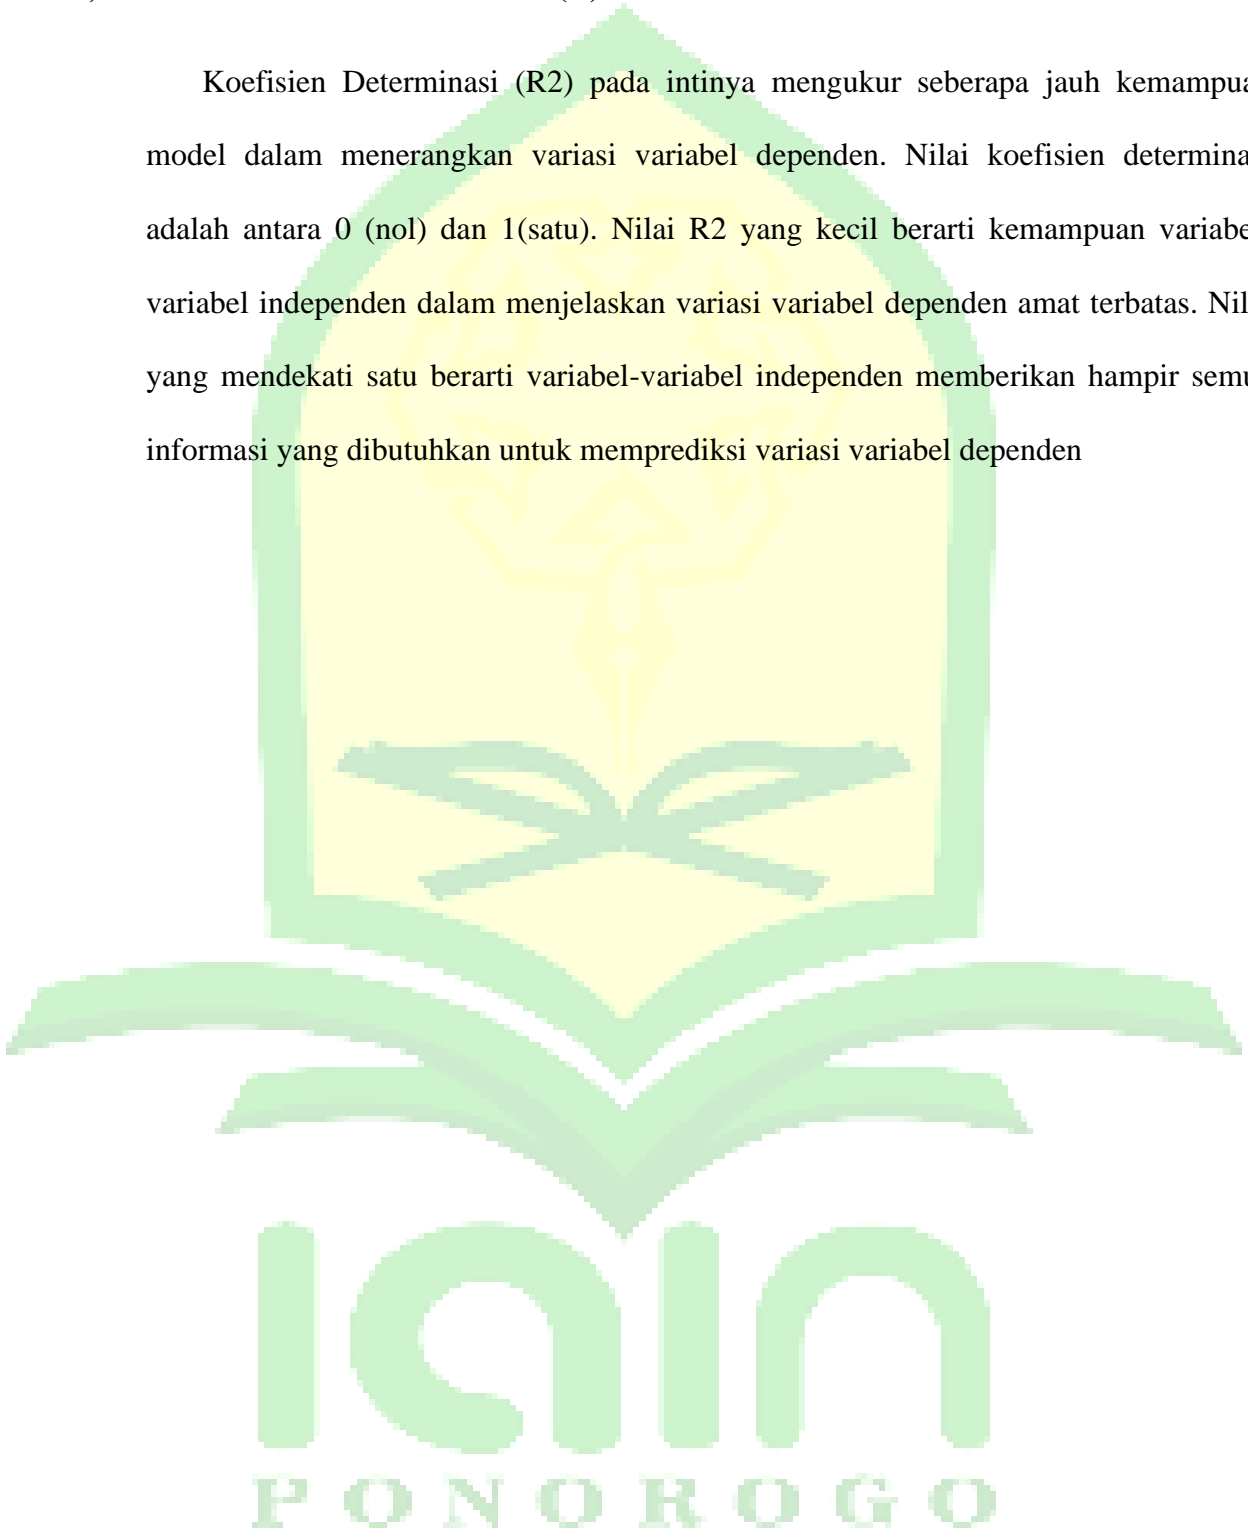 Koefisien Determinasi (R2) pada intinya mengukur seberapa jauh kemampua
model dalam menerangkan variasi variabel dependen. Nilai koefisien determina
adalah antara 0 (nol) dan 1(satu). Nilai R2 yang kecil berarti kemampuan variabe
variabel independen dalam menjelaskan variasi variabel dependen amat terbatas. Nil
yang mendekati satu berarti variabel-variabel independen memberikan hampir semu
informasi yang dibutuhkan untuk memprediksi variasi variabel dependen
iain
PONOROGO